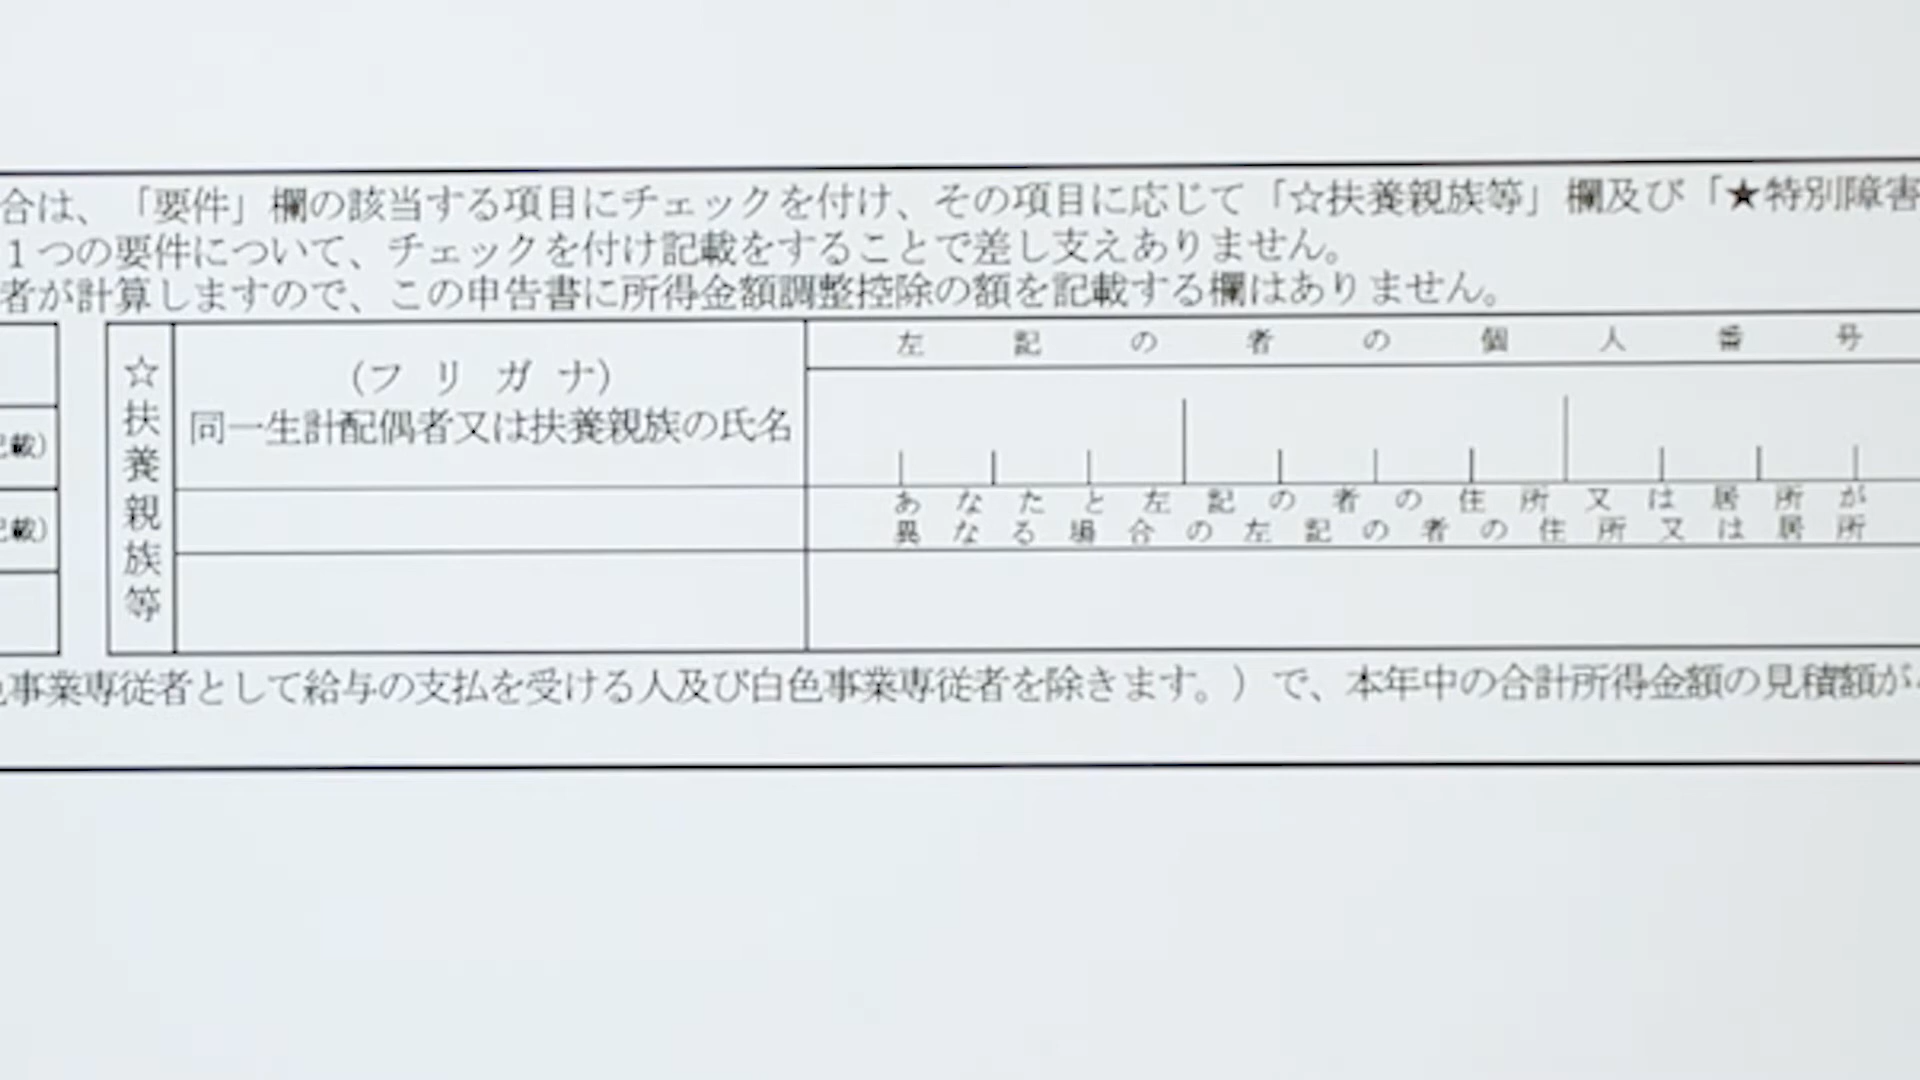 合は、「要件」欄の該当する項目にチェックを付け、その項目に応じて「☆扶養親族等」欄及び「★特別障害
1つの要件について、チェックを付け記載をすることで差し支えありません。
者が計算しますので、この申告書に所得金額調整控除の額を記載する欄はありません。
記載)
記載)
☆扶養親族等
(フリガナ)
同一生計配偶者又は扶養親族の氏名
左記の者の個人番号
あなたと左記の者の住所又は居所が
異なる場合の左記の者の住所又は居所
色事業専従者として給与の支払を受ける人及び白色事業専従者を除きます。)で、本年中の合計所得金額の見積額が